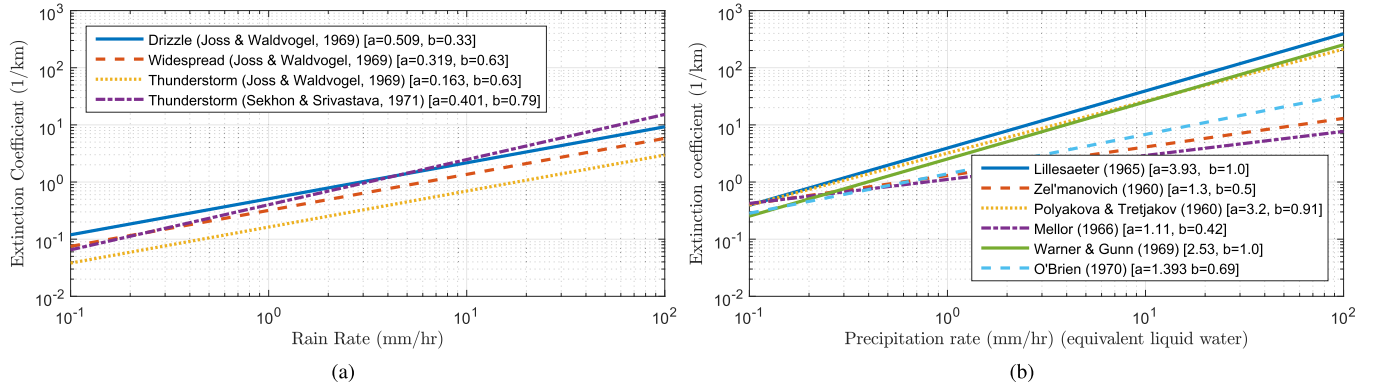 10^3
10^2
10^1
10^0
10^-1
10^-2
Extinction Coefficient (1/km)
Drizzle (Joss & Waldvogel, 1969) [a=0.509, b=0.33]
Widespread (Joss & Waldvogel, 1969) [a=0.319, b=0.63]
Thunderstorm (Joss & Waldvogel, 1969) [a=0.163, b=0.63]
Thunderstorm (Sekhon & Srivastava, 1971) [a=0.401, b=0.79]
10^-1 10^0 10^1 10^2
Rain Rate (mm/hr)
(a)
10^3
10^2
10^1
10^0
10^-1
10^-2
Extinction coefficient (1/km)
Lillesaeter (1965) [a=3.93, b=1.0]
Zel'manovich (1960) [a=1.3, b=0.5]
Polyakova & Tretjakov (1960) [a=3.2, b=0.91]
Mellor (1966) [a=1.11, b=0.42]
Warner & Gunn (1969) [2.53, b=1.0]
O'Brien (1970) [a=1.393 b=0.69]
10^-1 10^0 10^1 10^2
Precipitation rate (mm/hr) (equivalent liquid water)
(b)